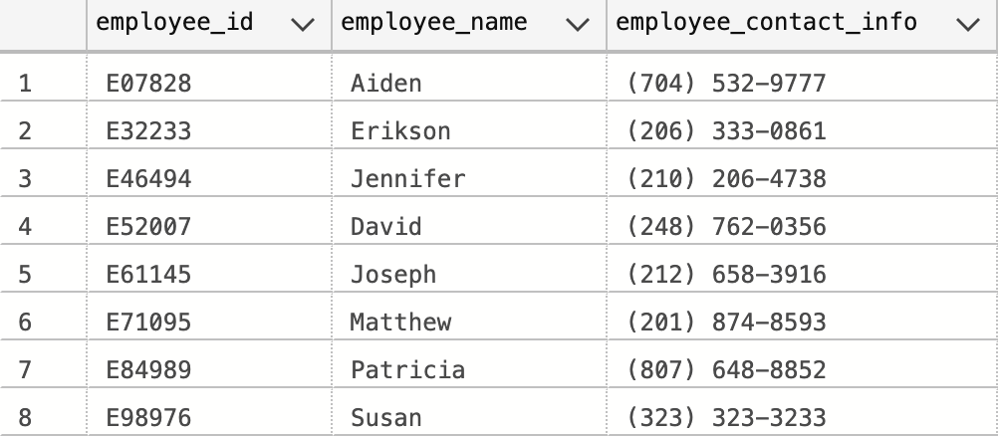 employee_id employee_name employee_contact_info
1 E07828 Aiden (704) 532-9777
2 E32233 Erikson (206) 333-0861
3 E46494 Jennifer (210) 206-4738
4 E52007 David (248) 762-0356
5 E61145 Joseph (212) 658-3916
6 E71095 Matthew (201) 874-8593
7 E84989 Patricia (807) 648-8852
8 E98976 Susan (323) 323-3233